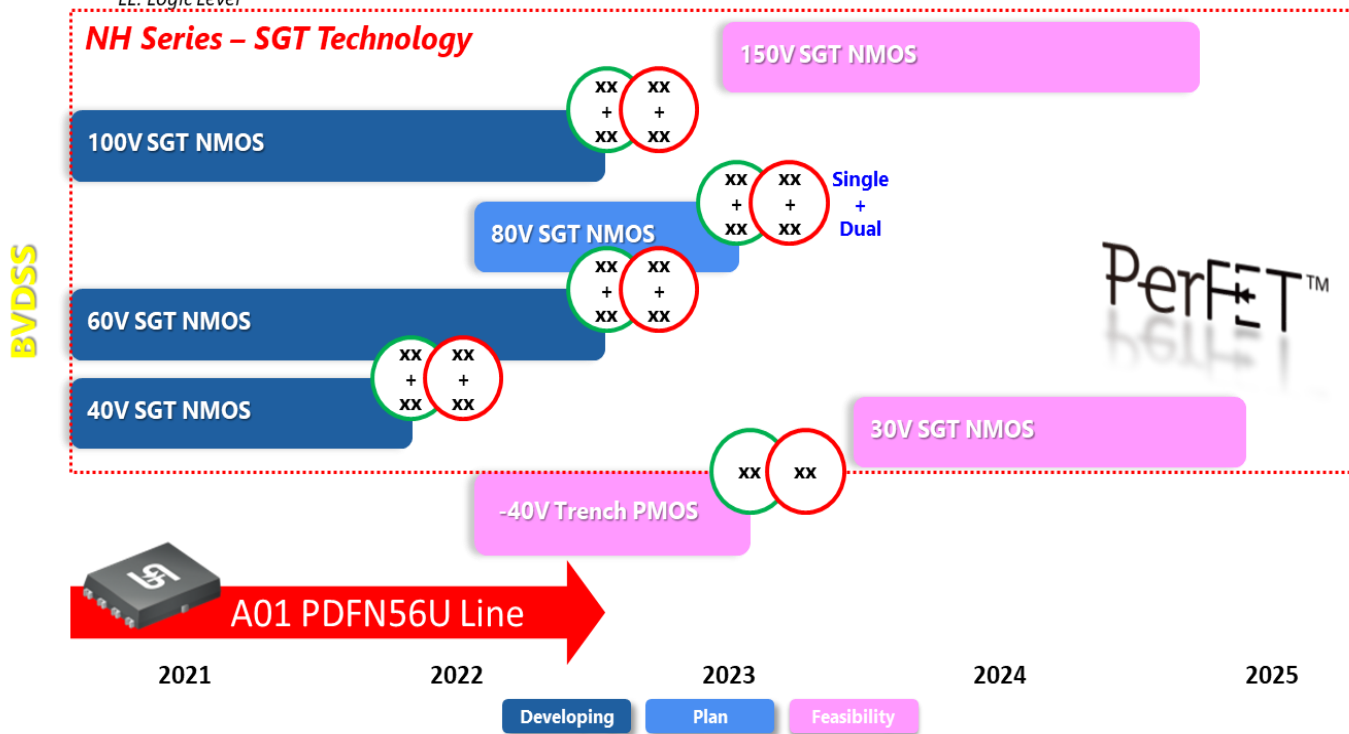 LL: Logic Level
NH Series – SGT Technology
150V SGT NMOS
xx xx
+ +
xx xx
100V SGT NMOS
xx xx
+ +
xx xx
Single
+
Dual
80V SGT NMOS
xx xx
+ +
xx xx
PerFET™
60V SGT NMOS
BVDSS
xx xx
+ +
xx xx
40V SGT NMOS
30V SGT NMOS
xx xx
-40V Trench PMOS
A01 PDFN56U Line
2021 2022 2023 2024 2025
Developing Plan Feasibility